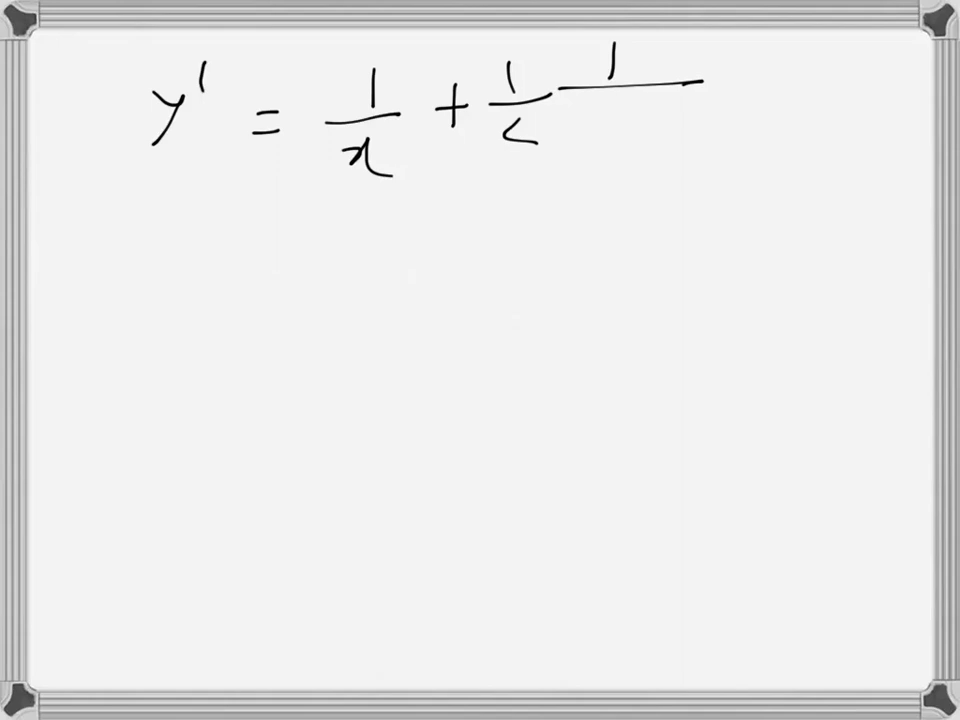 y' = 1/x + 1/2 1/